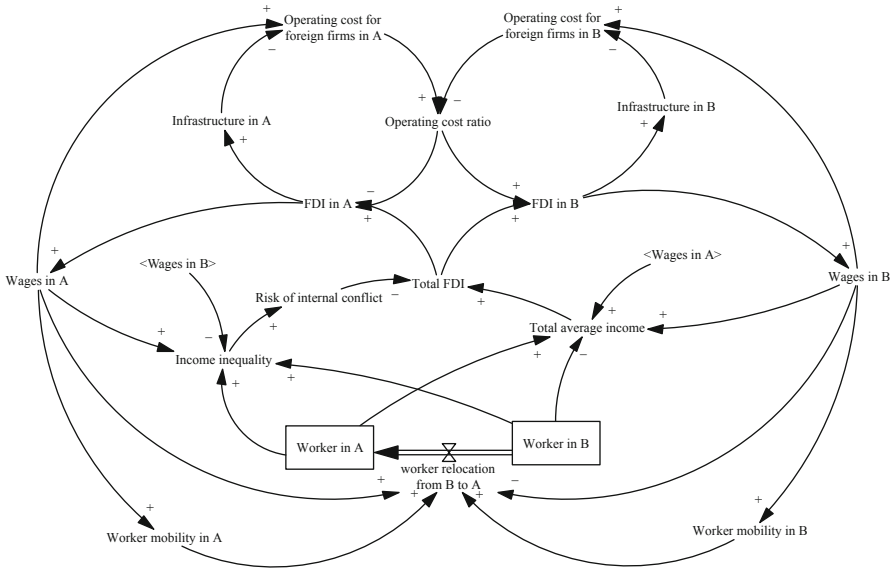 Operating cost for
foreign firms in A
Operating cost for
foreign firms in B
+
−
+
−
Infrastructure in A
+
−
Operating cost ratio
Infrastructure in B
+
+
−
+
FDI in A
+
+
FDI in B
+
+
<Wages in B>
<Wages in A>
Wages in A
Total FDI
Wages in B
Risk of internal conflict
−
+
+
−
+
+
+
Total average income
Income inequality
+
−
+
+
Worker in A
Worker in B
worker relocation
from B to A
+
−
+
+
+
+
Worker mobility in A
Worker mobility in B